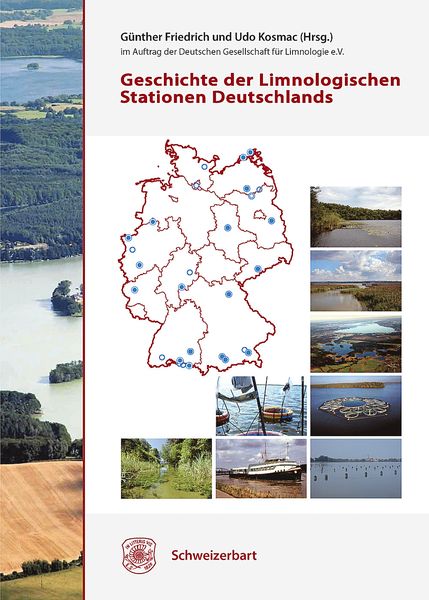 Günther Friedrich und Udo Kosmac (Hrsg.)
im Auftrag der Deutschen Gesellschaft für Limnologie e.V.
Geschichte der Limnologischen
Stationen Deutschlands
Schweizerbart